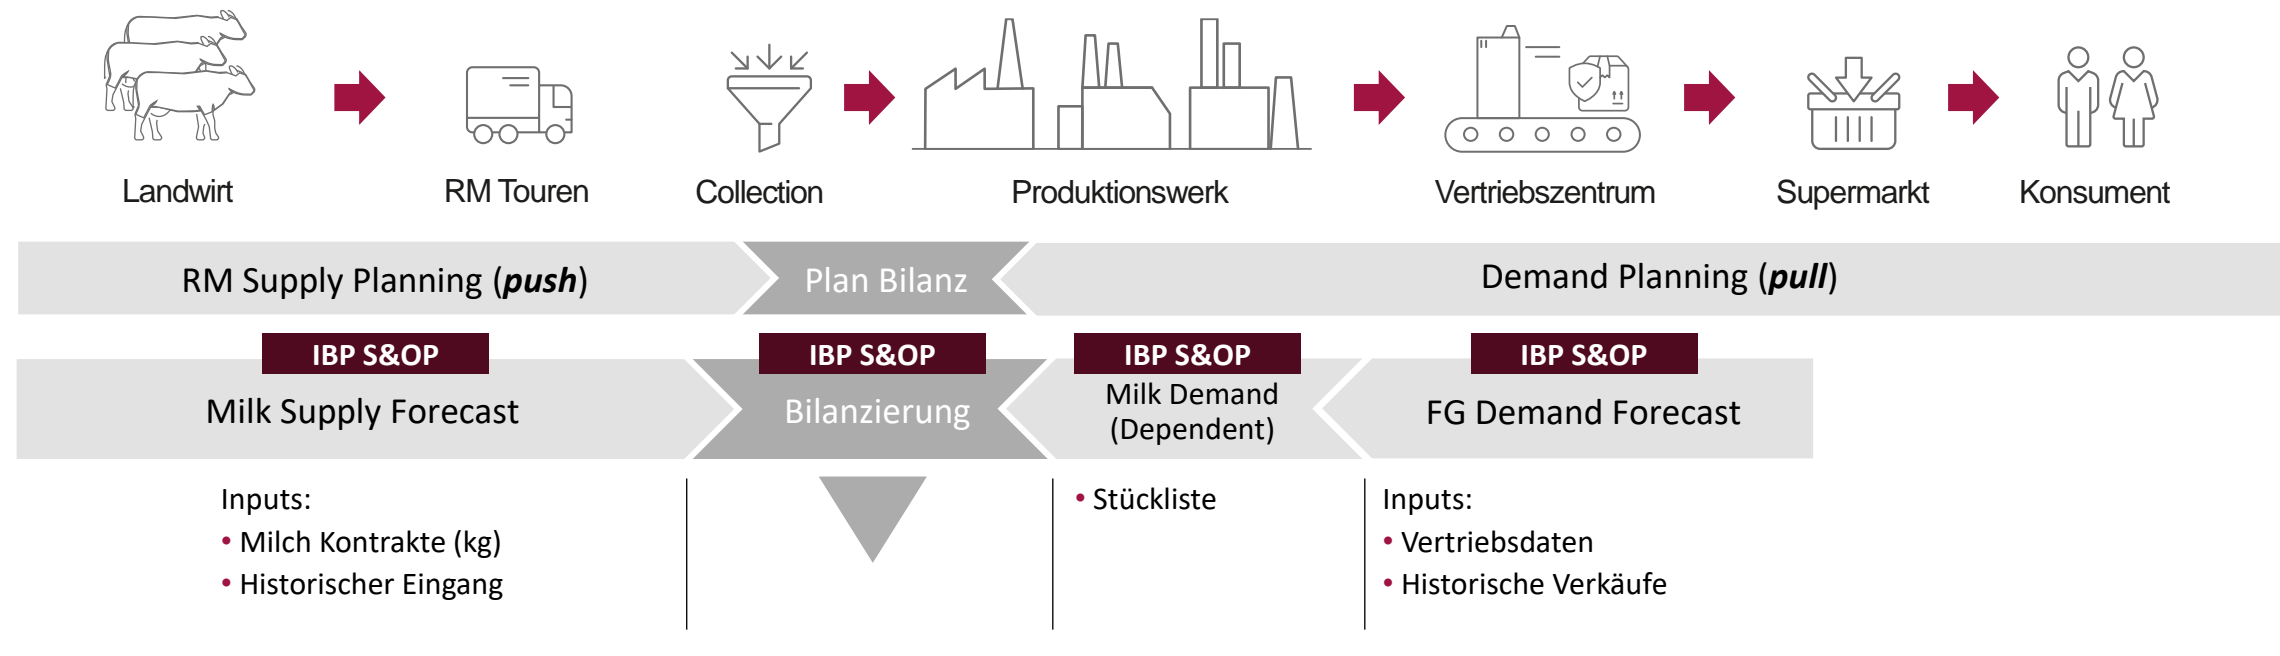 Landwirt
RM Touren
Collection
Produktionswerk
Vertriebszentrum
Supermarkt
Konsument
RM Supply Planning (push)
Plan Bilanz
Demand Planning (pull)
IBP S&OP
IBP S&OP
IBP S&OP
IBP S&OP
Milk Supply Forecast
Bilanzierung
Milk Demand
(Dependent)
FG Demand Forecast
Inputs:
• Milch Kontrakte (kg)
• Historischer Eingang
• Stückliste
Inputs:
• Vertriebsdaten
• Historische Verkäufe